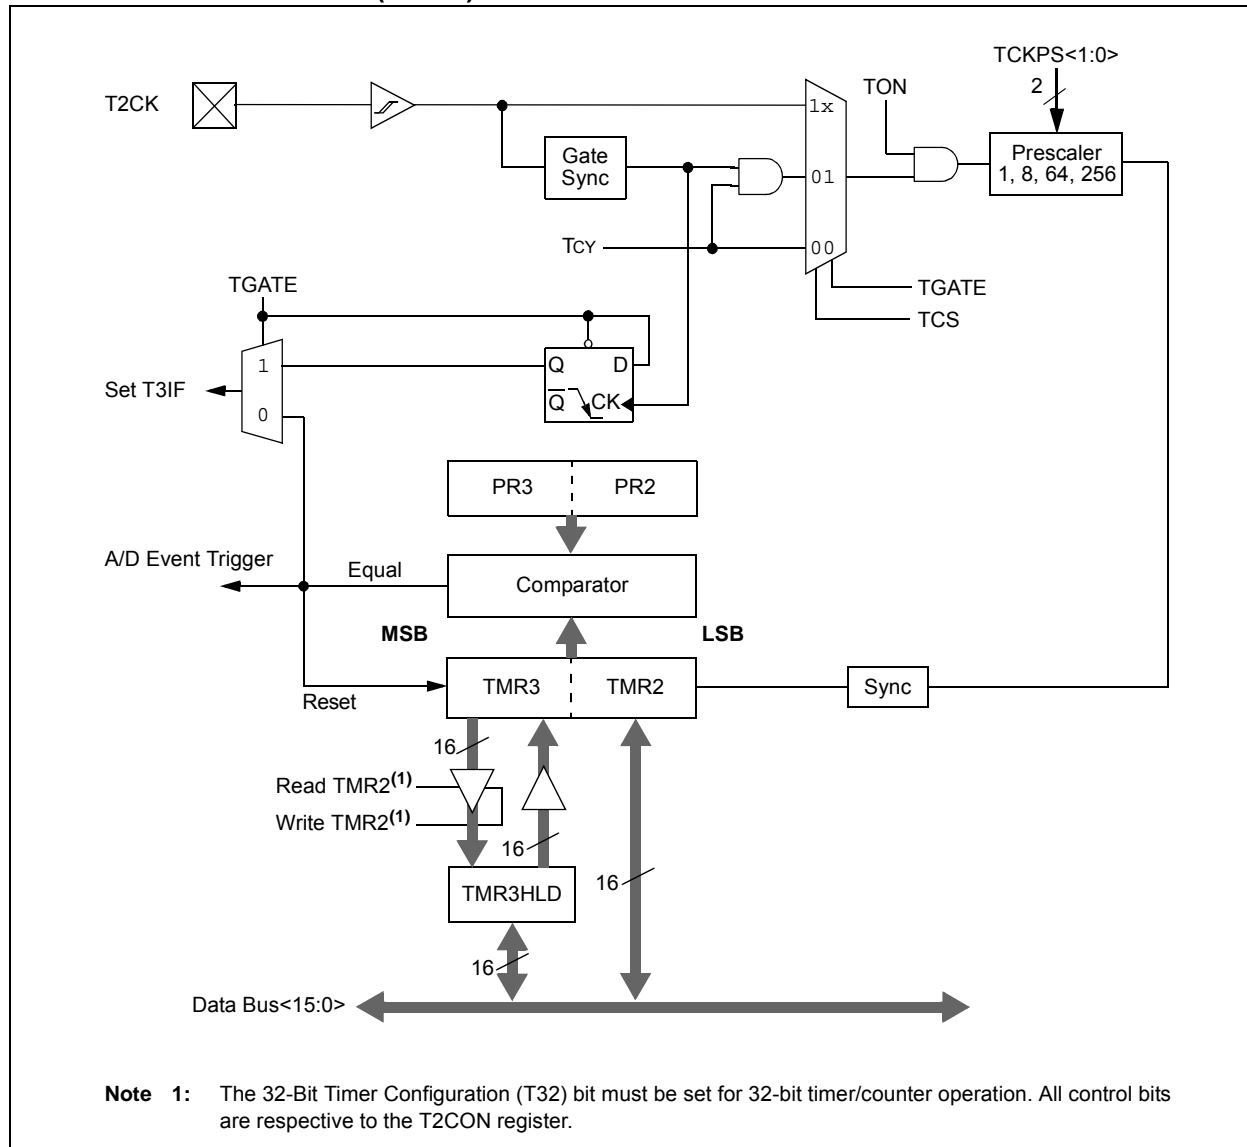 TCKPS<1:0>
2
TON
T2CK
1x
Gate
Sync
Prescaler
1, 8, 64, 256
01
TCY
00
TGATE
TGATE
TCS
1
Q D
Set T3IF
Q CK
0
PR3 PR2
A/D Event Trigger
Equal
Comparator
MSB LSB
TMR3 TMR2
Sync
Reset
16
Read TMR2(1)
Write TMR2(1)
16
16
TMR3HLD
16
Data Bus<15:0>
Note 1: The 32-Bit Timer Configuration (T32) bit must be set for 32-bit timer/counter operation. All control bits
are respective to the T2CON register.